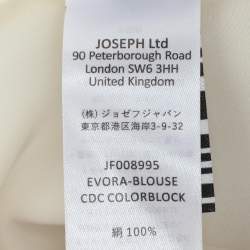 JOSEPH Ltd
90 Peterborough Road
London SW6 3HH
United Kingdom
(株) ジョゼフジャパン
東京都港区海岸3-9-32
JF008995
EVORA-BLOUSE
CDC COLORBLOCK
絹 100%